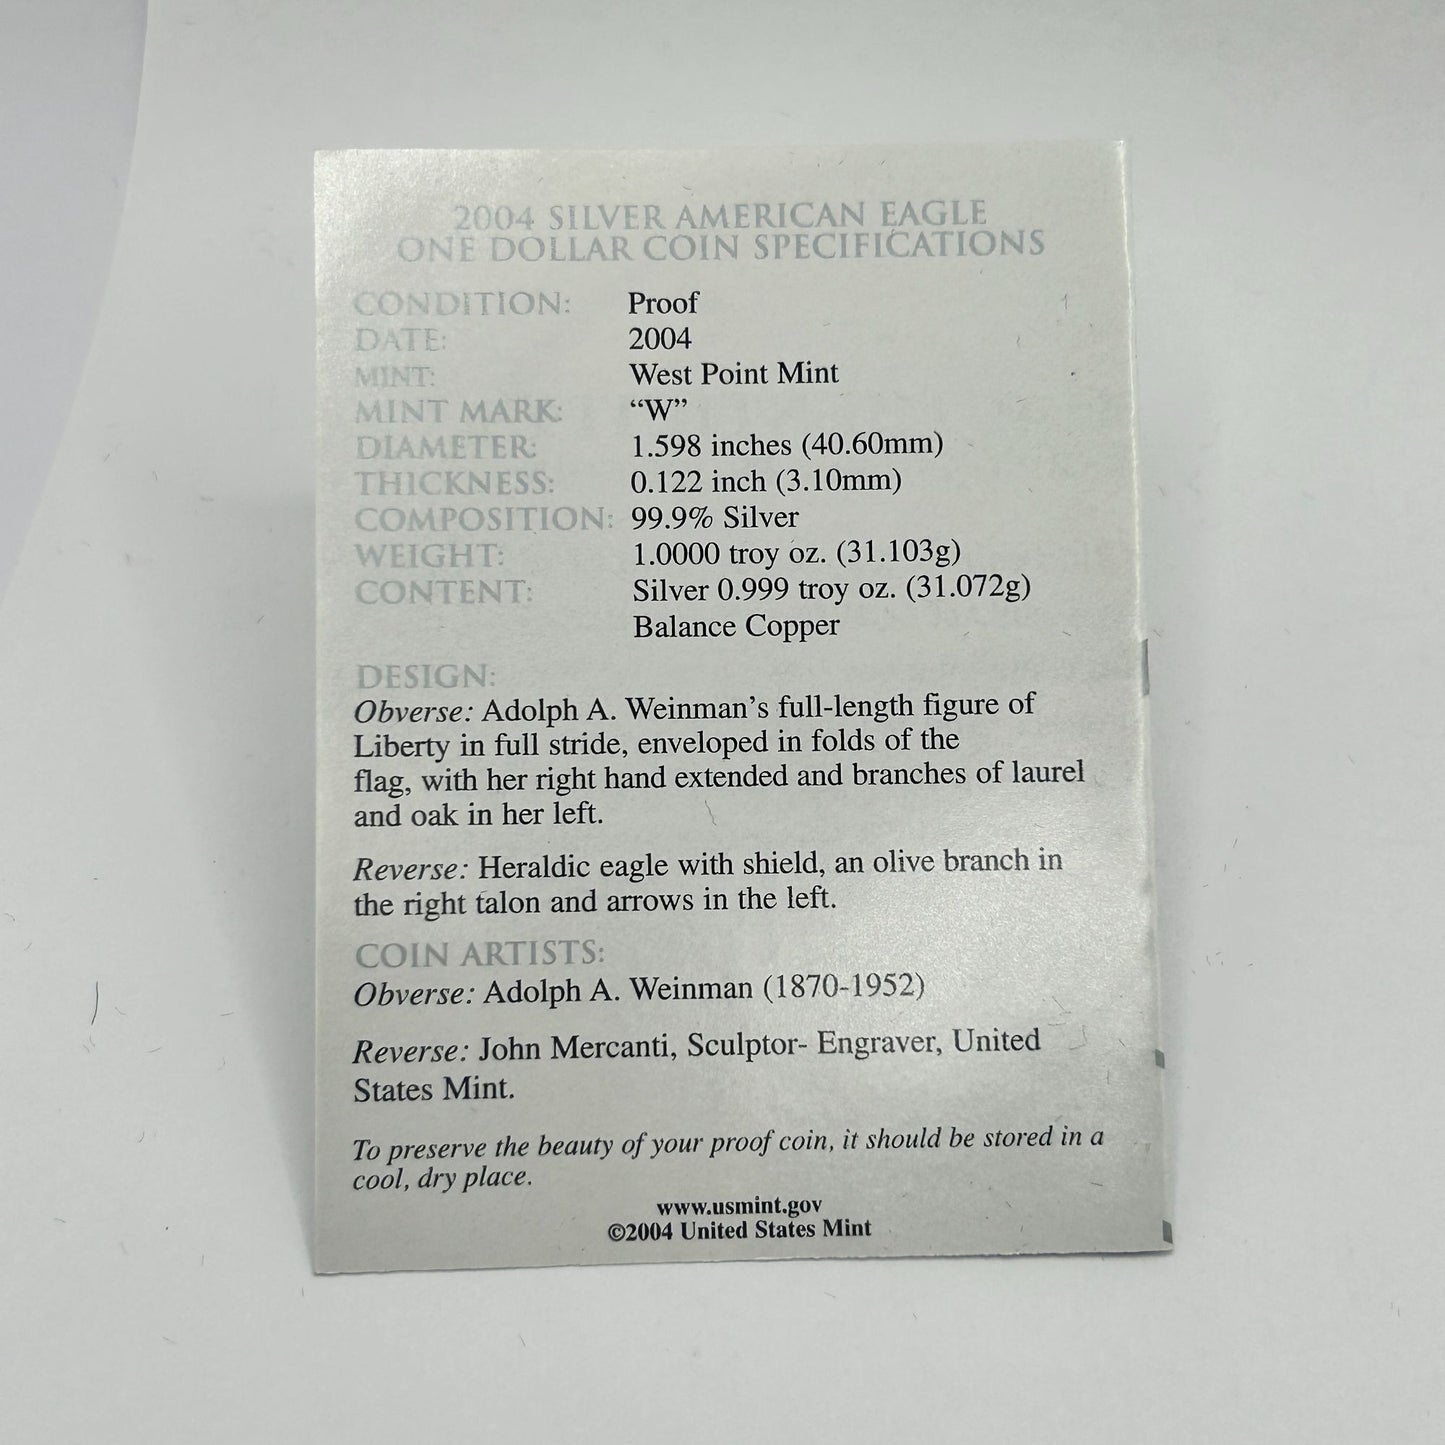 2004 SILVER AMERICAN EAGLE
ONE DOLLAR COIN SPECIFICATIONS
CONDITION: Proof
DATE: 2004
MINT: West Point Mint
MINT MARK: “W”
DIAMETER: 1.598 inches (40.60mm)
THICKNESS: 0.122 inch (3.10mm)
COMPOSITION: 99.9% Silver
WEIGHT: 1.0000 troy oz. (31.103g)
CONTENT: Silver 0.999 troy oz. (31.072g)
Balance Copper
DESIGN:
Obverse: Adolph A. Weinman’s full-length figure of
Liberty in full stride, enveloped in folds of the
flag, with her right hand extended and branches of laurel
and oak in her left.
Reverse: Heraldic eagle with shield, an olive branch in
the right talon and arrows in the left.
COIN ARTISTS:
Obverse: Adolph A. Weinman (1870-1952)
Reverse: John Mercanti, Sculptor- Engraver, United
States Mint.
To preserve the beauty of your proof coin, it should be stored in a
cool, dry place.
www.usmint.gov
©2004 United States Mint